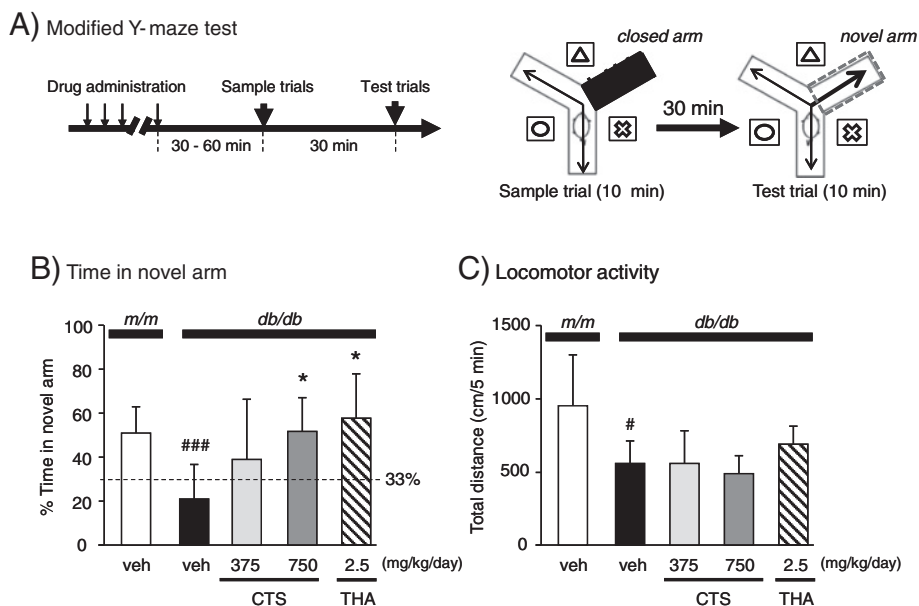 A) Modified Y-maze test
Drug administration
Sample trials
Test trials
30 - 60 min
30 min
closed arm
novel arm
30 min
Sample trial (10 min)
Test trial (10 min)
B) Time in novel arm
m/m
db/db
% Time in novel arm
100
80
60
40
20
0
###
*
*
33%
veh
veh
375
750
2.5
(mg/kg/day)
CTS
THA
C) Locomotor activity
m/m
db/db
Total distance (cm/5 min)
1500
1000
500
0
#
veh
veh
375
750
2.5
(mg/kg/day)
CTS
THA